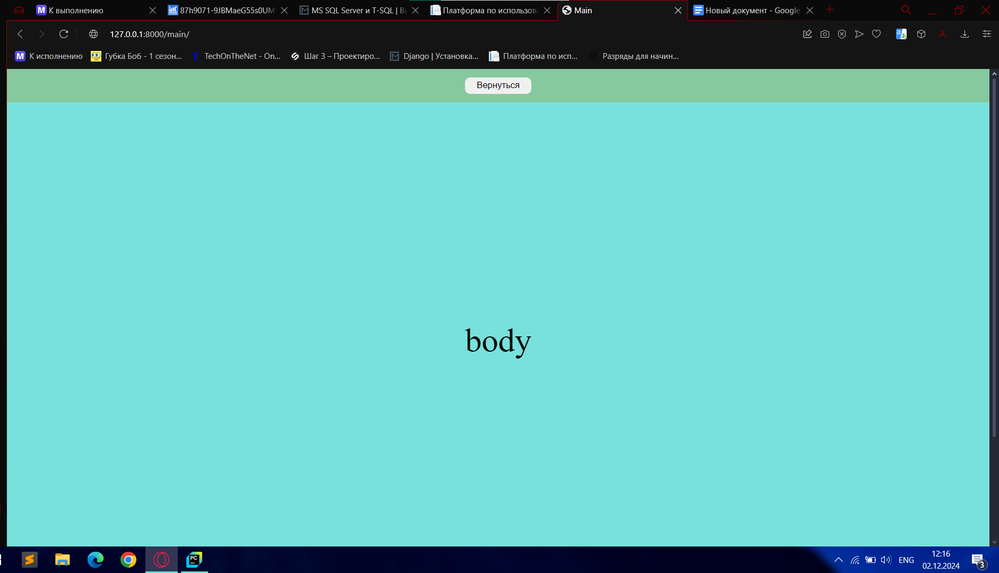 К выполнению
87h9071-9JBMaeG55s0UM
MS SQL Server и T-SQL | Вы
Платформа по использова
Main
Новый документ - Google
127.0.0.1:8000/main/
К исполнению
Губка Боб - 1 сезон...
TechOnTheNet - On...
Шаг 3 – Проектиро...
Django | Установка...
Платформа по исп...
Разряды для начин...
Вернуться
body
ENG
12:16
02.12.2024
3